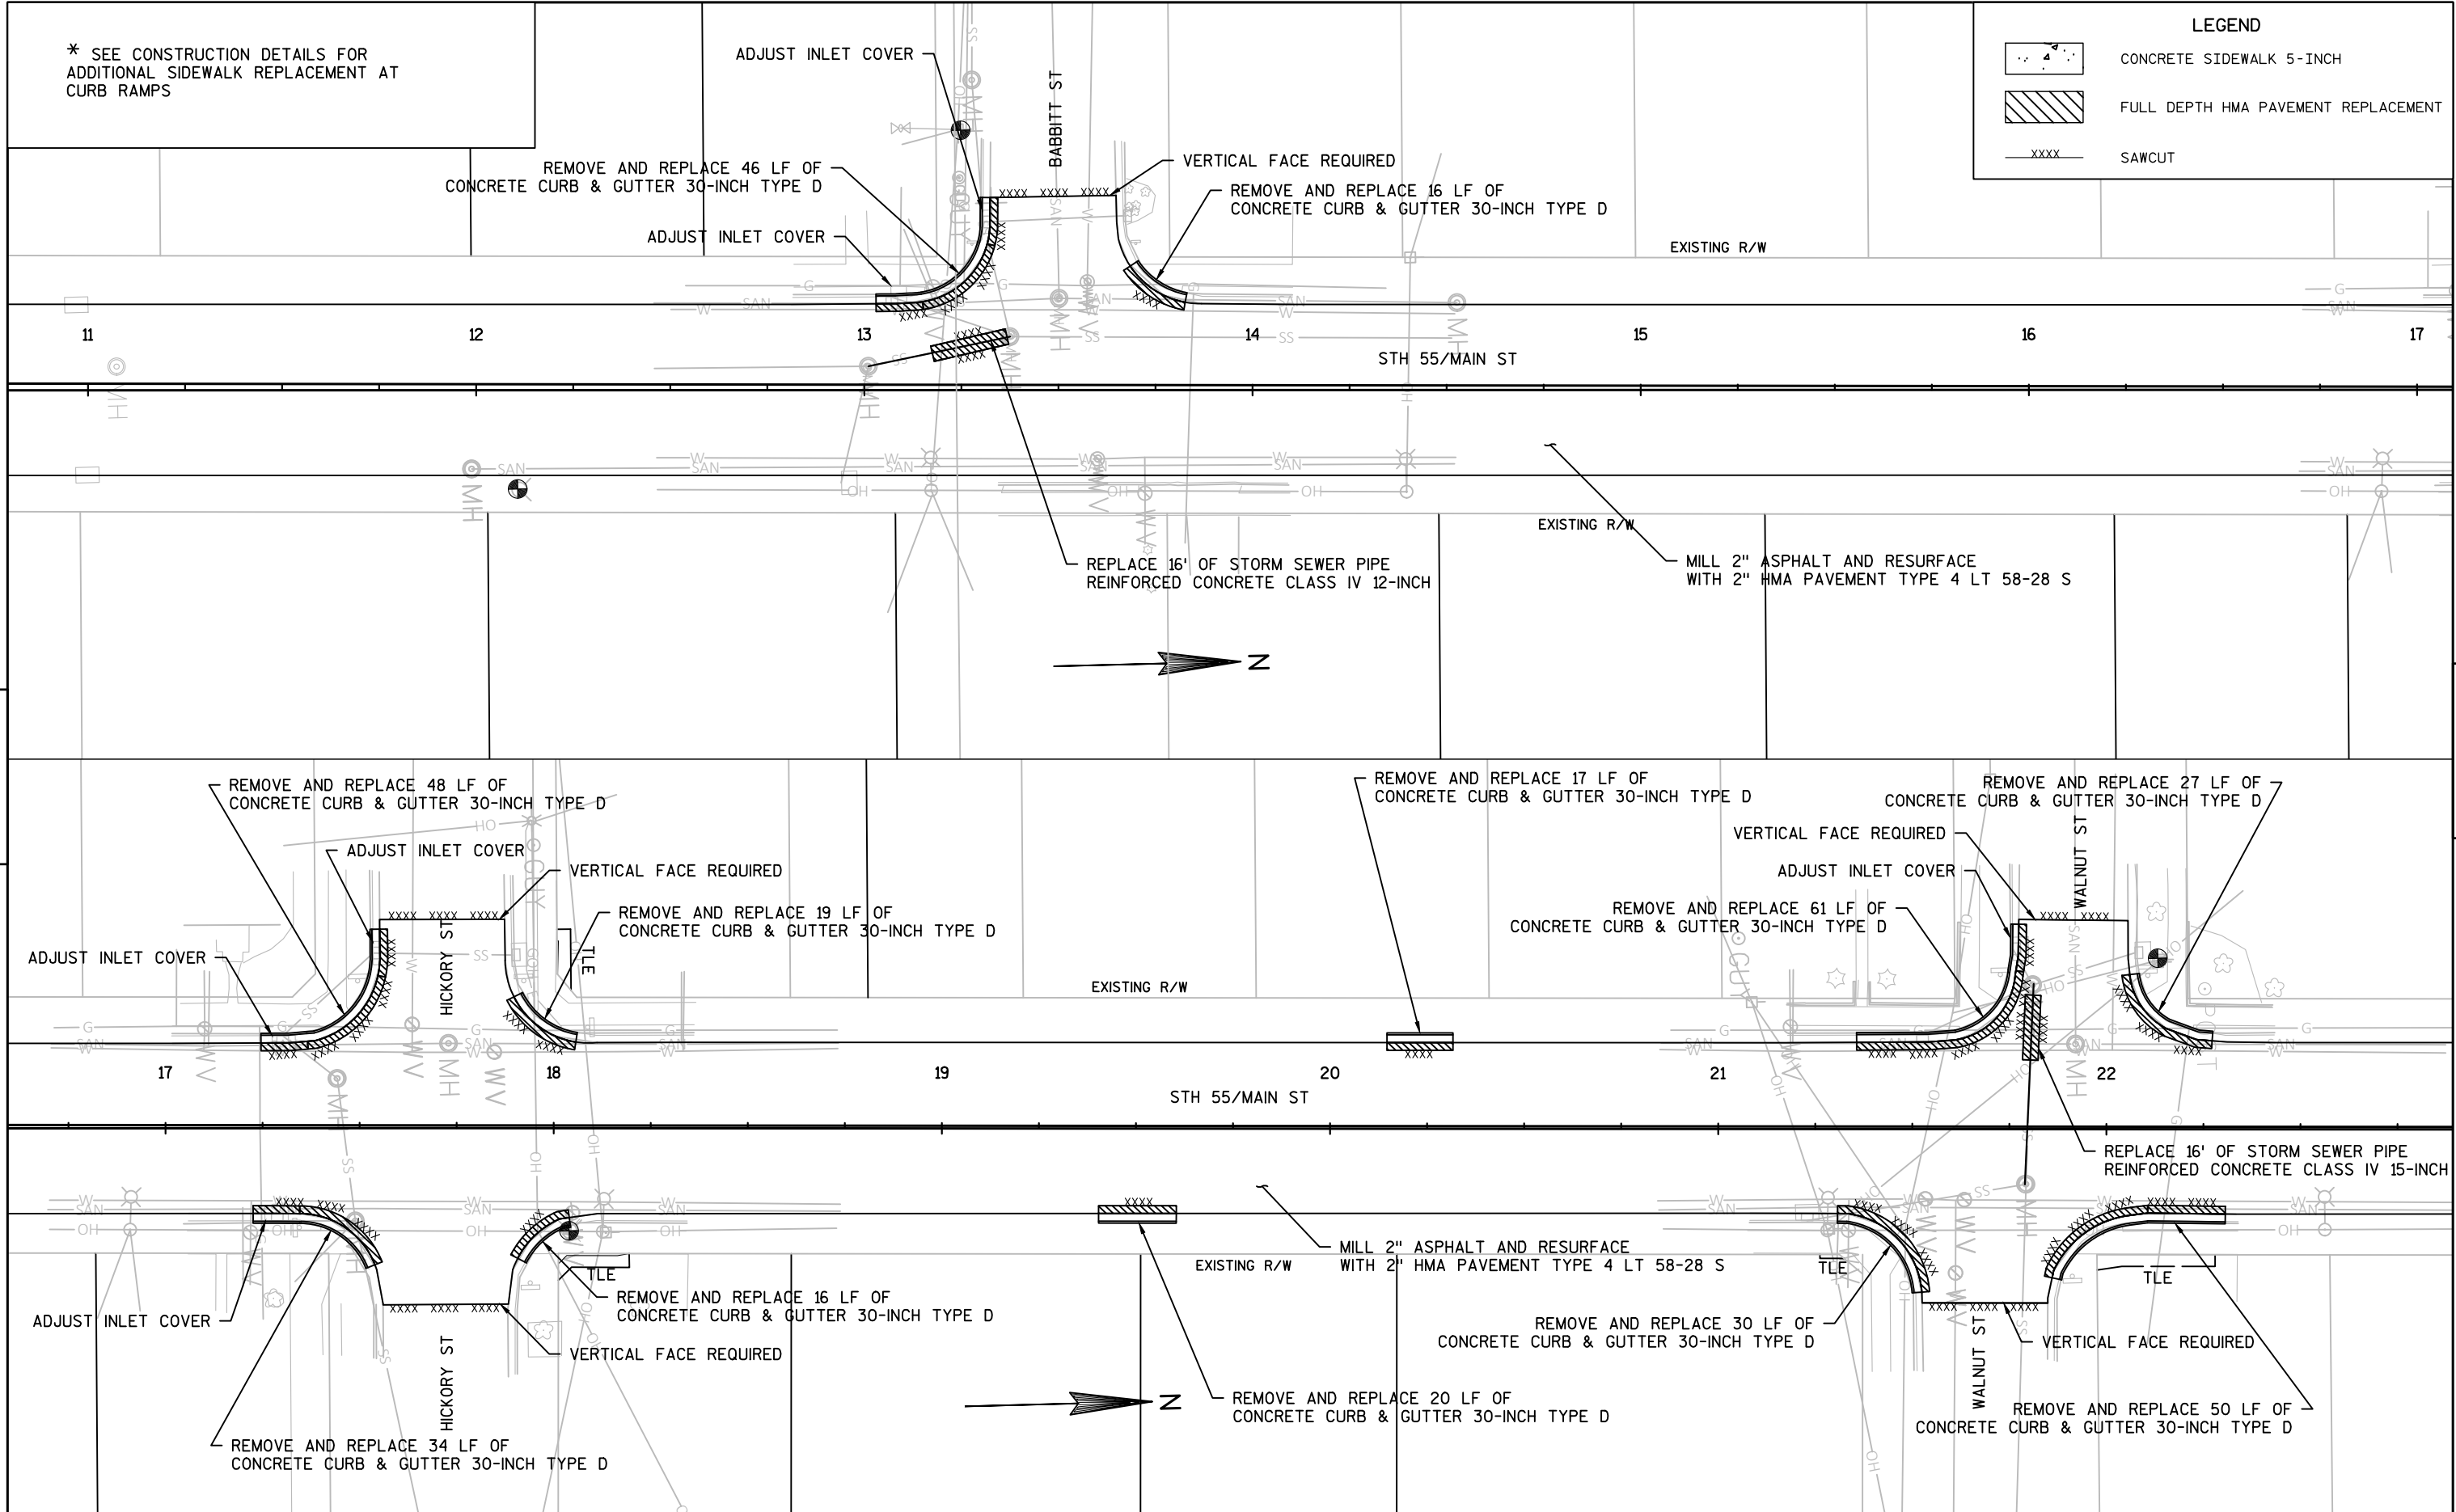 * SEE CONSTRUCTION DETAILS FOR
ADDITIONAL SIDEWALK REPLACEMENT AT
CURB RAMPS
LEGEND
CONCRETE SIDEWALK 5-INCH
FULL DEPTH HMA PAVEMENT REPLACEMENT
XXXX SAWCUT
ADJUST INLET COVER
BABBITT ST
REMOVE AND REPLACE 46 LF OF
CONCRETE CURB & GUTTER 30-INCH TYPE D
VERTICAL FACE REQUIRED
REMOVE AND REPLACE 16 LF OF
CONCRETE CURB & GUTTER 30-INCH TYPE D
ADJUST INLET COVER
EXISTING R/W
11 12 13 14 15 16 17
STH 55/MAIN ST
EXISTING R/W
REPLACE 16' OF STORM SEWER PIPE
REINFORCED CONCRETE CLASS IV 12-INCH
MILL 2" ASPHALT AND RESURFACE
WITH 2" HMA PAVEMENT TYPE 4 LT 58-28 S
N
REMOVE AND REPLACE 48 LF OF
CONCRETE CURB & GUTTER 30-INCH TYPE D
ADJUST INLET COVER
VERTICAL FACE REQUIRED
REMOVE AND REPLACE 19 LF OF
CONCRETE CURB & GUTTER 30-INCH TYPE D
ADJUST INLET COVER
HICKORY ST
TLE
REMOVE AND REPLACE 17 LF OF
CONCRETE CURB & GUTTER 30-INCH TYPE D
REMOVE AND REPLACE 27 LF OF
CONCRETE CURB & GUTTER 30-INCH TYPE D
VERTICAL FACE REQUIRED
WALNUT ST
ADJUST INLET COVER
REMOVE AND REPLACE 61 LF OF
CONCRETE CURB & GUTTER 30-INCH TYPE D
EXISTING R/W
17 18 19 20 21 22
STH 55/MAIN ST
REPLACE 16' OF STORM SEWER PIPE
REINFORCED CONCRETE CLASS IV 15-INCH
MILL 2" ASPHALT AND RESURFACE
WITH 2" HMA PAVEMENT TYPE 4 LT 58-28 S
EXISTING R/W
TLE
TLE
TLE
REMOVE AND REPLACE 16 LF OF
CONCRETE CURB & GUTTER 30-INCH TYPE D
ADJUST INLET COVER
VERTICAL FACE REQUIRED
HICKORY ST
REMOVE AND REPLACE 34 LF OF
CONCRETE CURB & GUTTER 30-INCH TYPE D
N
REMOVE AND REPLACE 20 LF OF
CONCRETE CURB & GUTTER 30-INCH TYPE D
REMOVE AND REPLACE 30 LF OF
CONCRETE CURB & GUTTER 30-INCH TYPE D
WALNUT ST
VERTICAL FACE REQUIRED
REMOVE AND REPLACE 50 LF OF
CONCRETE CURB & GUTTER 30-INCH TYPE D